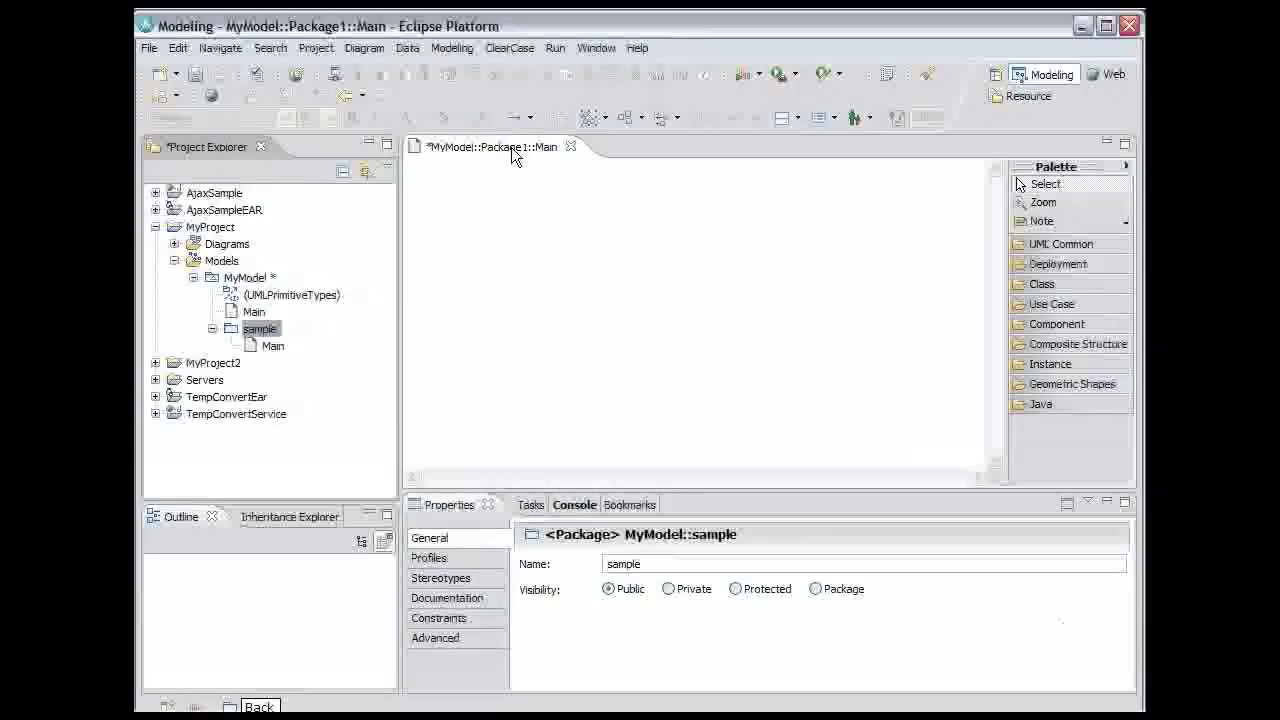 Modeling - MyModel::Package1::Main - Eclipse Platform
File Edit Navigate Search Project Diagram Data Modeling ClearCase Run Window Help
Modeling Web
Resource
*Project Explorer
*MyModel::Package1::Main
AjaxSample
AjaxSampleEAR
MyProject
Diagrams
Models
MyModel *
(UMLPrimitiveTypes)
Main
sample
Main
MyProject2
Servers
TempConvertEar
TempConvertService
Palette
Select
Zoom
Note
UML Common
Deployment
Class
Use Case
Component
Composite Structure
Instance
Geometric Shapes
Java
Outline Inheritance Explorer
Properties Tasks Console Bookmarks
General
Profiles
Stereotypes
Documentation
Constraints
Advanced
<Package> MyModel::sample
Name: sample
Visibility: Public Private Protected Package
Back